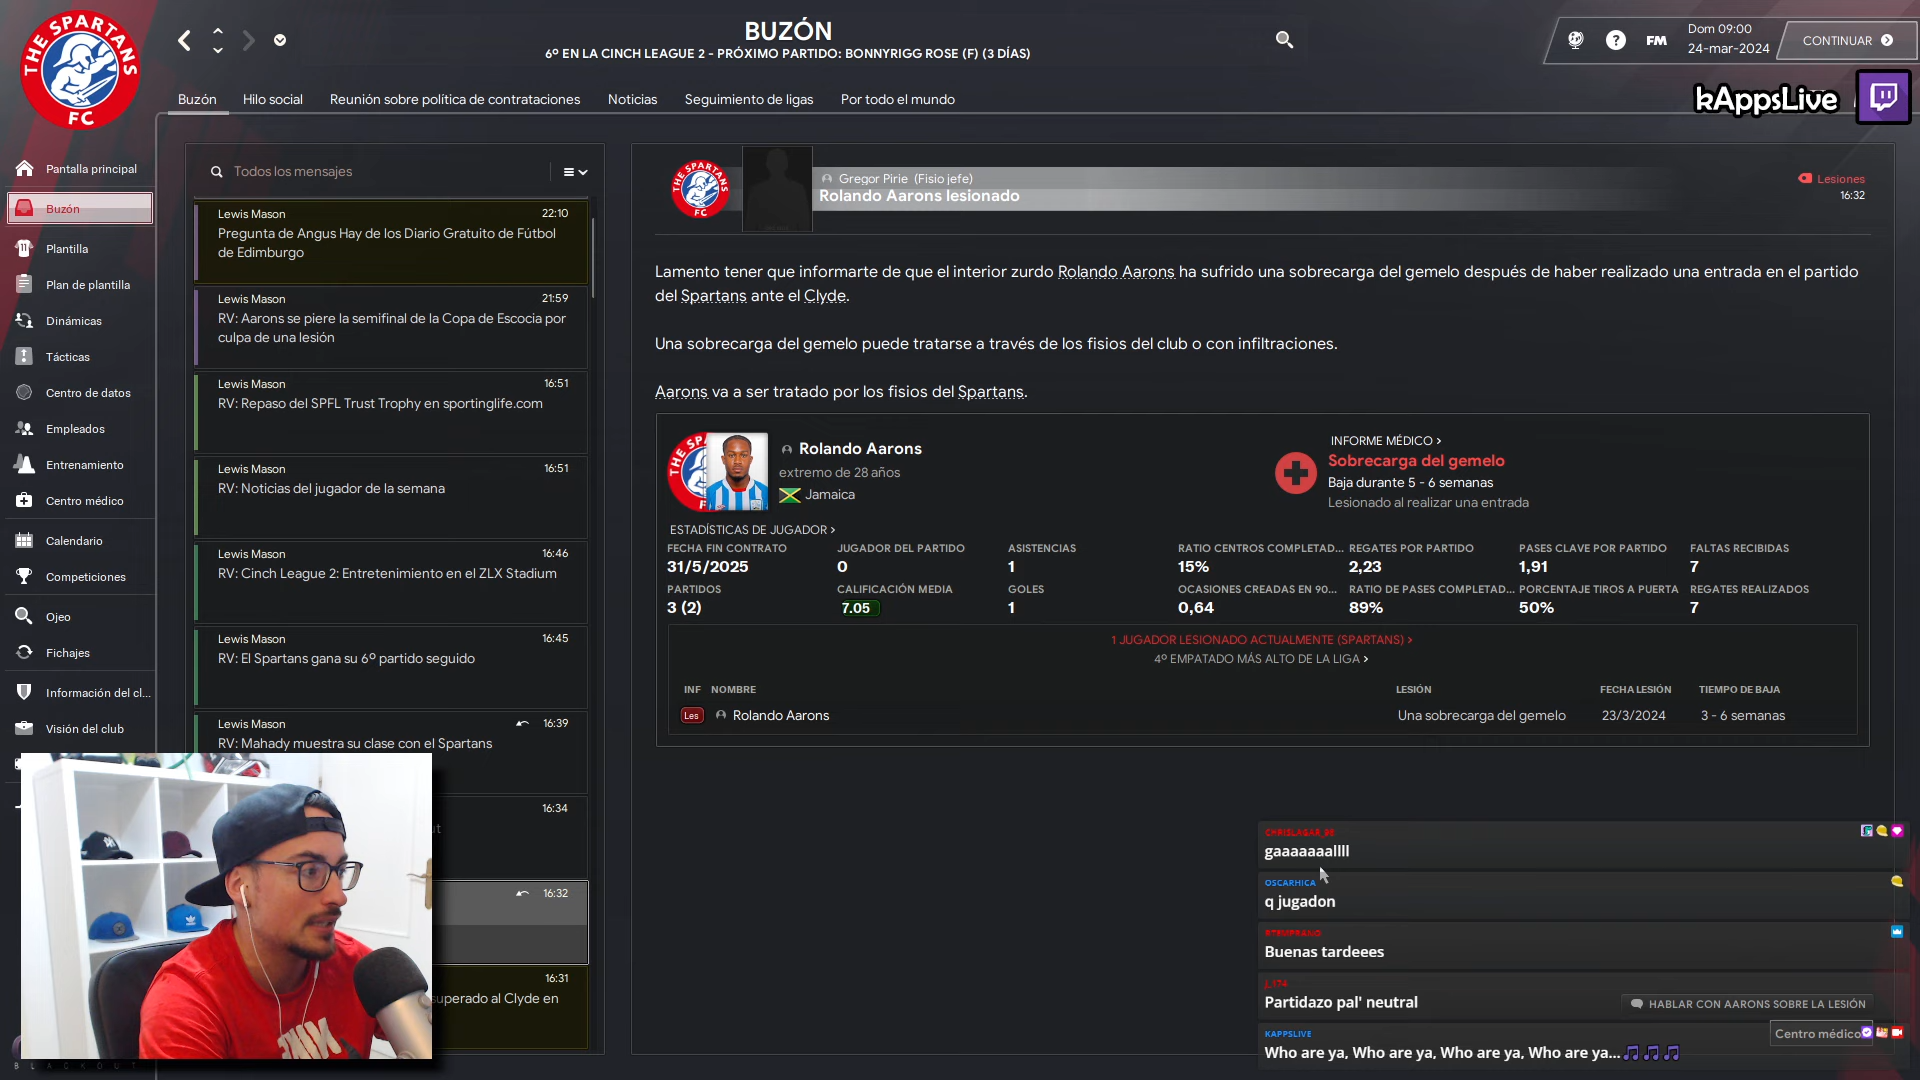 THE SPARTANS
FC
BUZÓN
6º EN LA CINCH LEAGUE 2 - PRÓXIMO PARTIDO: BONNYRIGG ROSE (F) (3 DÍAS)
FM
Dom 09:00
24-mar-2024
CONTINUAR
kAppsLive
Buzón
Hilo social
Reunión sobre política de contrataciones
Noticias
Seguimiento de ligas
Por todo el mundo
Pantalla principal
Buzón
Plantilla
Plan de plantilla
Dinámicas
Tácticas
Centro de datos
Empleados
Entrenamiento
Centro médico
Calendario
Competiciones
Ojeo
Fichajes
Información del cl...
Visión del club
Todos los mensajes
Lewis Mason 22:10
Pregunta de Angus Hay de los Diario Gratuito de Fútbol
de Edimburgo
Lewis Mason 21:59
RV: Aarons se piere la semifinal de la Copa de Escocia por
culpa de una lesión
Lewis Mason 16:51
RV: Repaso del SPFL Trust Trophy en sportinglife.com
Lewis Mason 16:51
RV: Noticias del jugador de la semana
Lewis Mason 16:46
RV: Cinch League 2: Entretenimiento en el ZLX Stadium
Lewis Mason 16:45
RV: El Spartans gana su 6º partido seguido
Lewis Mason 16:39
RV: Mahady muestra su clase con el Spartans
16:34
16:32
16:31
superado al Clyde en
THE SPARTANS
FC
Gregor Pirie (Fisio jefe)
Rolando Aarons lesionado
Lesiones
16:32
Lamento tener que informarte de que el interior zurdo Rolando Aarons ha sufrido una sobrecarga del gemelo después de haber realizado una entrada en el partido
del Spartans ante el Clyde.
Una sobrecarga del gemelo puede tratarse a través de los fisios del club o con infiltraciones.
Aarons va a ser tratado por los fisios del Spartans.
Rolando Aarons
extremo de 28 años
Jamaica
INFORME MÉDICO >
Sobrecarga del gemelo
Baja durante 5 - 6 semanas
Lesionado al realizar una entrada
ESTADÍSTICAS DE JUGADOR >
FECHA FIN CONTRATO JUGADOR DEL PARTIDO ASISTENCIAS RATIO CENTROS COMPLETAD... REGATES POR PARTIDO PASES CLAVE POR PARTIDO FALTAS RECIBIDAS
31/5/2025 0 1 15% 2,23 1,91 7
PARTIDOS CALIFICACIÓN MEDIA GOLES OCASIONES CREADAS EN 90... RATIO DE PASES COMPLETAD... PORCENTAJE TIROS A PUERTA REGATES REALIZADOS
3 (2) 7.05 1 0,64 89% 50% 7
1 JUGADOR LESIONADO ACTUALMENTE (SPARTANS) >
4º EMPATADO MÁS ALTO DE LA LIGA >
INF NOMBRE LESIÓN FECHA LESIÓN TIEMPO DE BAJA
Les Rolando Aarons Una sobrecarga del gemelo 23/3/2024 3 - 6 semanas
CHRISLAGAR_98
gaaaaaaallll
OSCARHICA
q jugadon
Buenas tardeees
Partidazo pal' neutral
HABLAR CON AARONS SOBRE LA LESIÓN
KAPPSLIVE
Centro médico
Who are ya, Who are ya, Who are ya, Who are ya...🎵🎵🎵
BLACKOUT